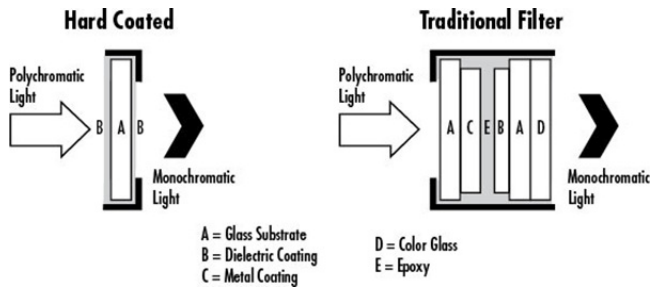 Hard Coated
Traditional Filter
Polychromatic
Light
B A B
Monochromatic
Light
Polychromatic
Light
A C E B A D
Monochromatic
Light
A = Glass Substrate
B = Dielectric Coating
C = Metal Coating
D = Color Glass
E = Epoxy